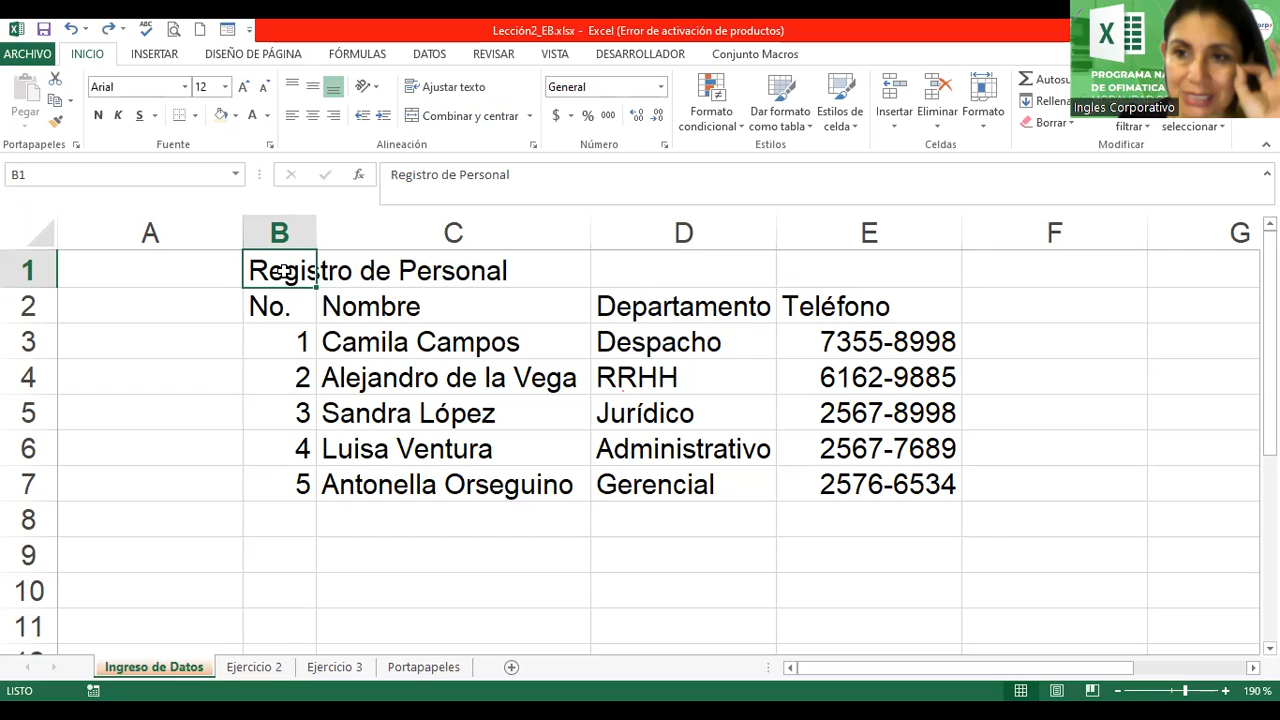 Lección2_EB.xlsx - Excel (Error de activación de productos)
ARCHIVO INICIO INSERTAR DISEÑO DE PÁGINA FÓRMULAS DATOS REVISAR VISTA DESARROLLADOR Conjunto Macros
PROGRAMA NA
DE OFIMÁTICA
Ingles Corporativo
Pegar
Arial 12
N K S
Ajustar texto
Combinar y centrar
General
$ % 000
Formato condicional
Dar formato como tabla
Estilos de celda
Insertar Eliminar Formato
Autosu
Rellena
Borrar
filtrar
seleccionar
Portapapeles Fuente Alineación Número Estilos Celdas Modificar
B1 fx Registro de Personal
A B C D E F G
1 Registro de Personal
2 No. Nombre Departamento Teléfono
3 1 Camila Campos Despacho 7355-8998
4 2 Alejandro de la Vega RRHH 6162-9885
5 3 Sandra López Jurídico 2567-8998
6 4 Luisa Ventura Administrativo 2567-7689
7 5 Antonella Orseguino Gerencial 2576-6534
8
9
10
11
Ingreso de Datos Ejercicio 2 Ejercicio 3 Portapapeles
LISTO 190 %